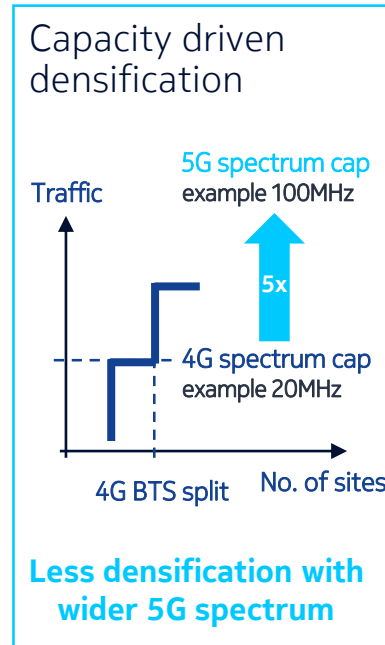 Capacity driven
densification
5G spectrum cap
example 100MHz
Traffic
5x
4G spectrum cap
example 20MHz
4G BTS split
No. of sites
Less densification with
wider 5G spectrum